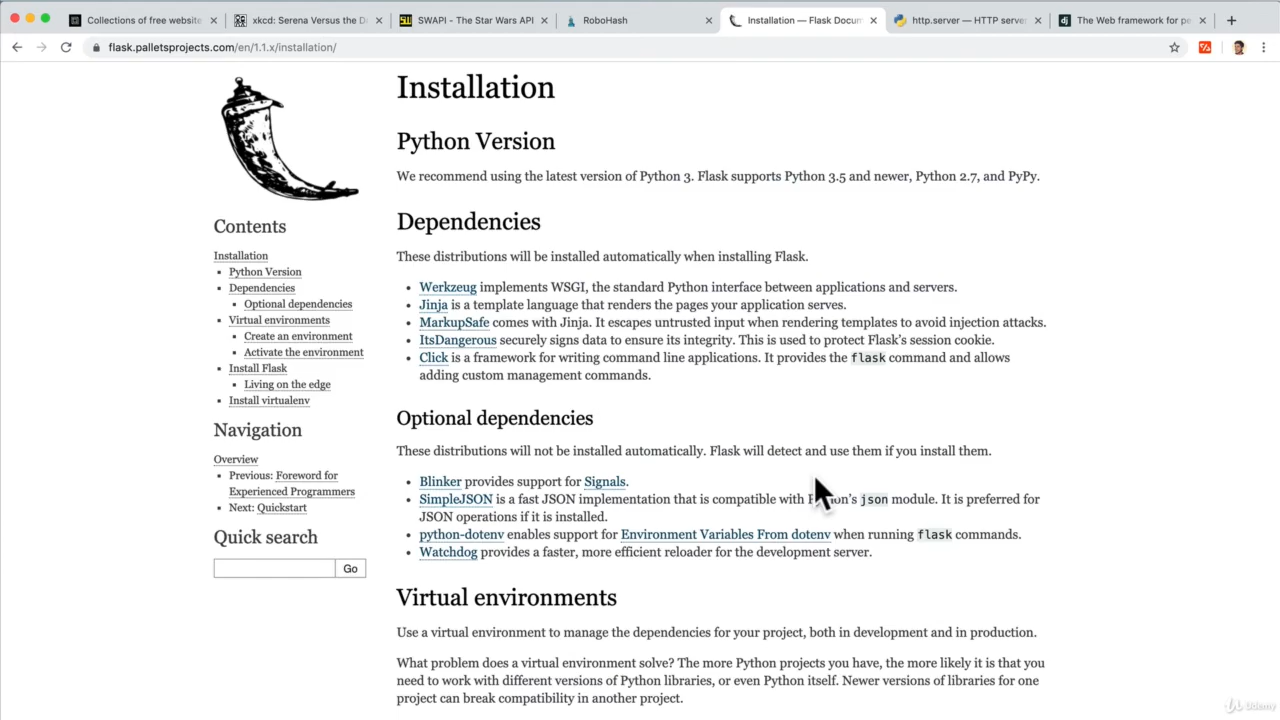 Collections of free website
xkcd: Serena Versus the D
SWAPI - The Star Wars API
RoboHash
Installation — Flask Docum
http.server — HTTP server
The Web framework for pe
flask.palletsprojects.com/en/1.1.x/installation/
Installation
Python Version
We recommend using the latest version of Python 3. Flask supports Python 3.5 and newer, Python 2.7, and PyPy.
Dependencies
These distributions will be installed automatically when installing Flask.
Werkzeug implements WSGI, the standard Python interface between applications and servers.
Jinja is a template language that renders the pages your application serves.
MarkupSafe comes with Jinja. It escapes untrusted input when rendering templates to avoid injection attacks.
ItsDangerous securely signs data to ensure its integrity. This is used to protect Flask’s session cookie.
Click is a framework for writing command line applications. It provides the flask command and allows
adding custom management commands.
Optional dependencies
These distributions will not be installed automatically. Flask will detect and use them if you install them.
Blinker provides support for Signals.
SimpleJSON is a fast JSON implementation that is compatible with Python’s json module. It is preferred for
JSON operations if it is installed.
python-dotenv enables support for Environment Variables From dotenv when running flask commands.
Watchdog provides a faster, more efficient reloader for the development server.
Virtual environments
Use a virtual environment to manage the dependencies for your project, both in development and in production.
What problem does a virtual environment solve? The more Python projects you have, the more likely it is that you
need to work with different versions of Python libraries, or even Python itself. Newer versions of libraries for one
project can break compatibility in another project.
Contents
Installation
Python Version
Dependencies
Optional dependencies
Virtual environments
Create an environment
Activate the environment
Install Flask
Living on the edge
Install virtualenv
Navigation
Overview
Previous: Foreword for
Experienced Programmers
Next: Quickstart
Quick search
Go
Udemy